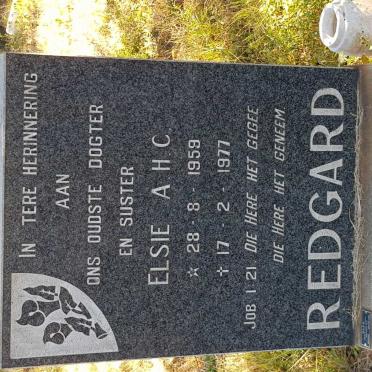 IN TERE HERINNERING
AAN
ONS OUDSTE DOGTER
EN SUSTER
ELSIE A H C
☆ 28 - 8 - 1959
✝ 17 - 2 - 1977
JOB 1:21 DIE HERE HET GEGEE
DIE HERE HET GENEEM.
REDGARD